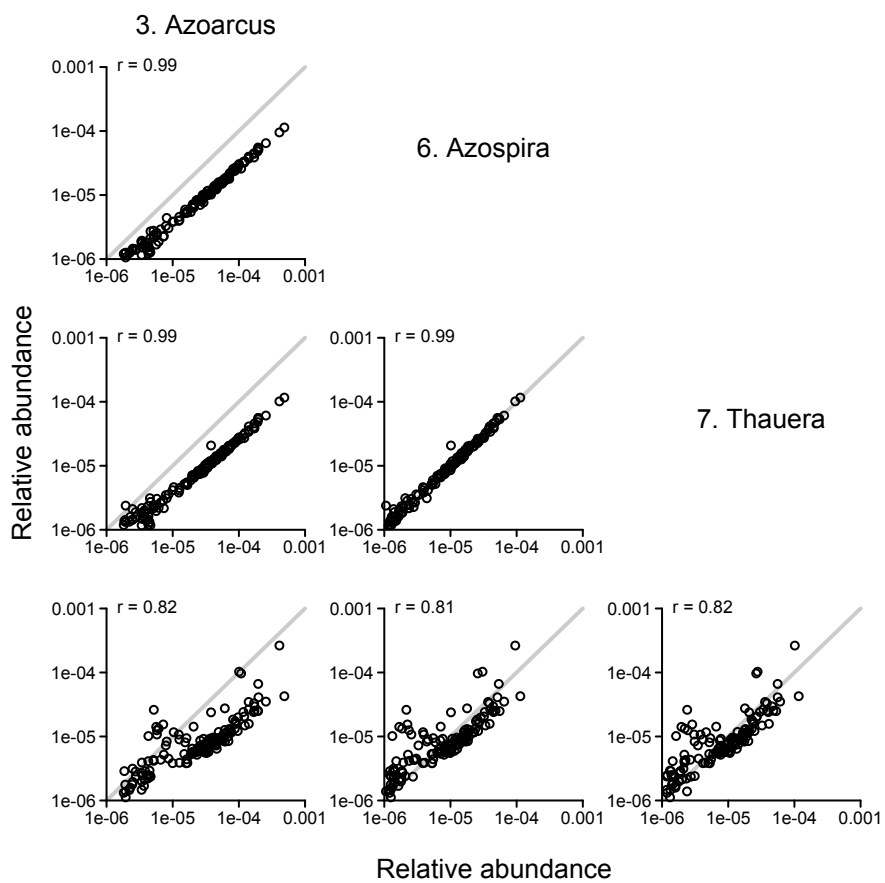 3. Azoarcus
0.001
r = 0.99
1e-04
6. Azospira
1e-05
1e-06
1e-06 1e-05 1e-04 0.001
Relative abundance
0.001
r = 0.99
0.001
r = 0.99
1e-04
1e-04
7. Thauera
1e-05
1e-05
1e-06
1e-06
1e-06 1e-05 1e-04 0.001
1e-06 1e-05 1e-04 0.001
0.001
r = 0.82
0.001
r = 0.81
0.001
r = 0.82
1e-04
1e-04
1e-04
1e-05
1e-05
1e-05
1e-06
1e-06
1e-06
1e-06 1e-05 1e-04 0.001
1e-06 1e-05 1e-04 0.001
1e-06 1e-05 1e-04 0.001
Relative abundance